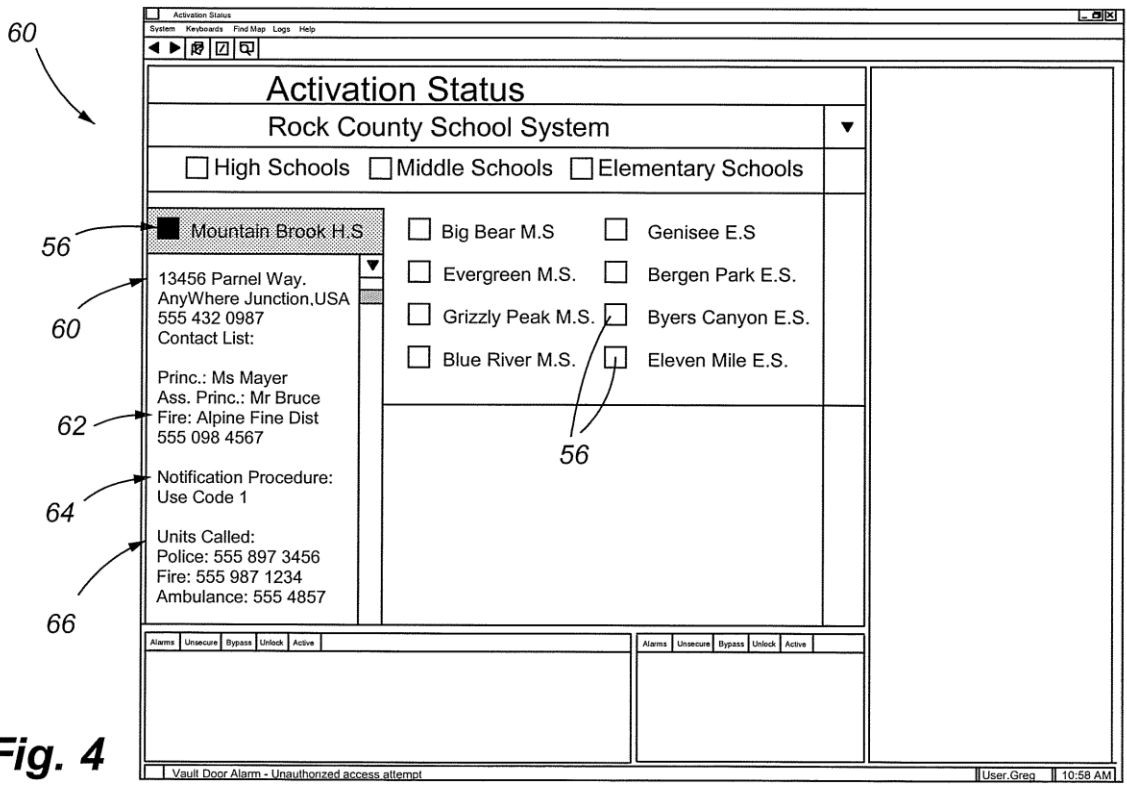 Activation Status
System Keyboards Find Map Logs Help
Activation Status
Rock County School System
High Schools Middle Schools Elementary Schools
Mountain Brook H.S
Big Bear M.S
Genisee E.S
Evergreen M.S.
Bergen Park E.S.
Grizzly Peak M.S.
Byers Canyon E.S.
Blue River M.S.
Eleven Mile E.S.
13456 Parnel Way.
AnyWhere Junction,USA
555 432 0987
Contact List:
Princ.: Ms Mayer
Ass. Princ.: Mr Bruce
Fire: Alpine Fine Dist
555 098 4567
Notification Procedure:
Use Code 1
Units Called:
Police: 555 897 3456
Fire: 555 987 1234
Ambulance: 555 4857
60
56
60
62
64
66
56
Alarms Unsecure Bypass Unlock Active
Alarms Unsecure Bypass Unlock Active
Vault Door Alarm - Unauthonzed access attempt
User.Greg 10:58 AM
Fig. 4